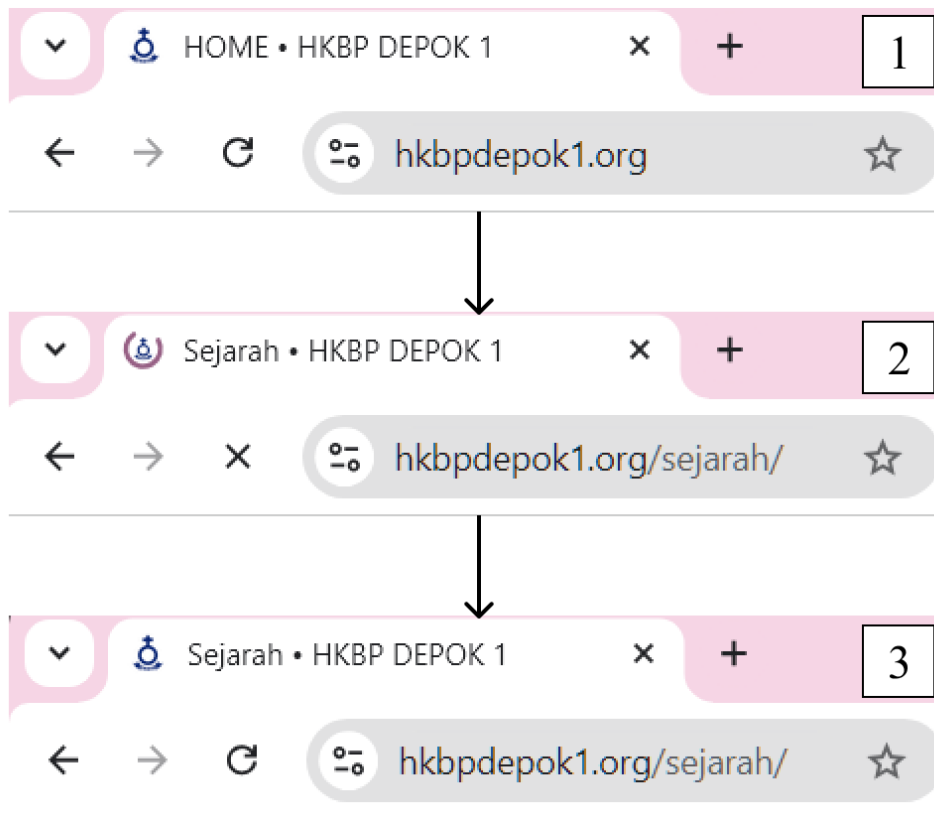 HOME • HKBP DEPOK 1
1
hkbpdepok1.org
Sejarah • HKBP DEPOK 1
2
hkbpdepok1.org/sejarah/
Sejarah • HKBP DEPOK 1
3
hkbpdepok1.org/sejarah/